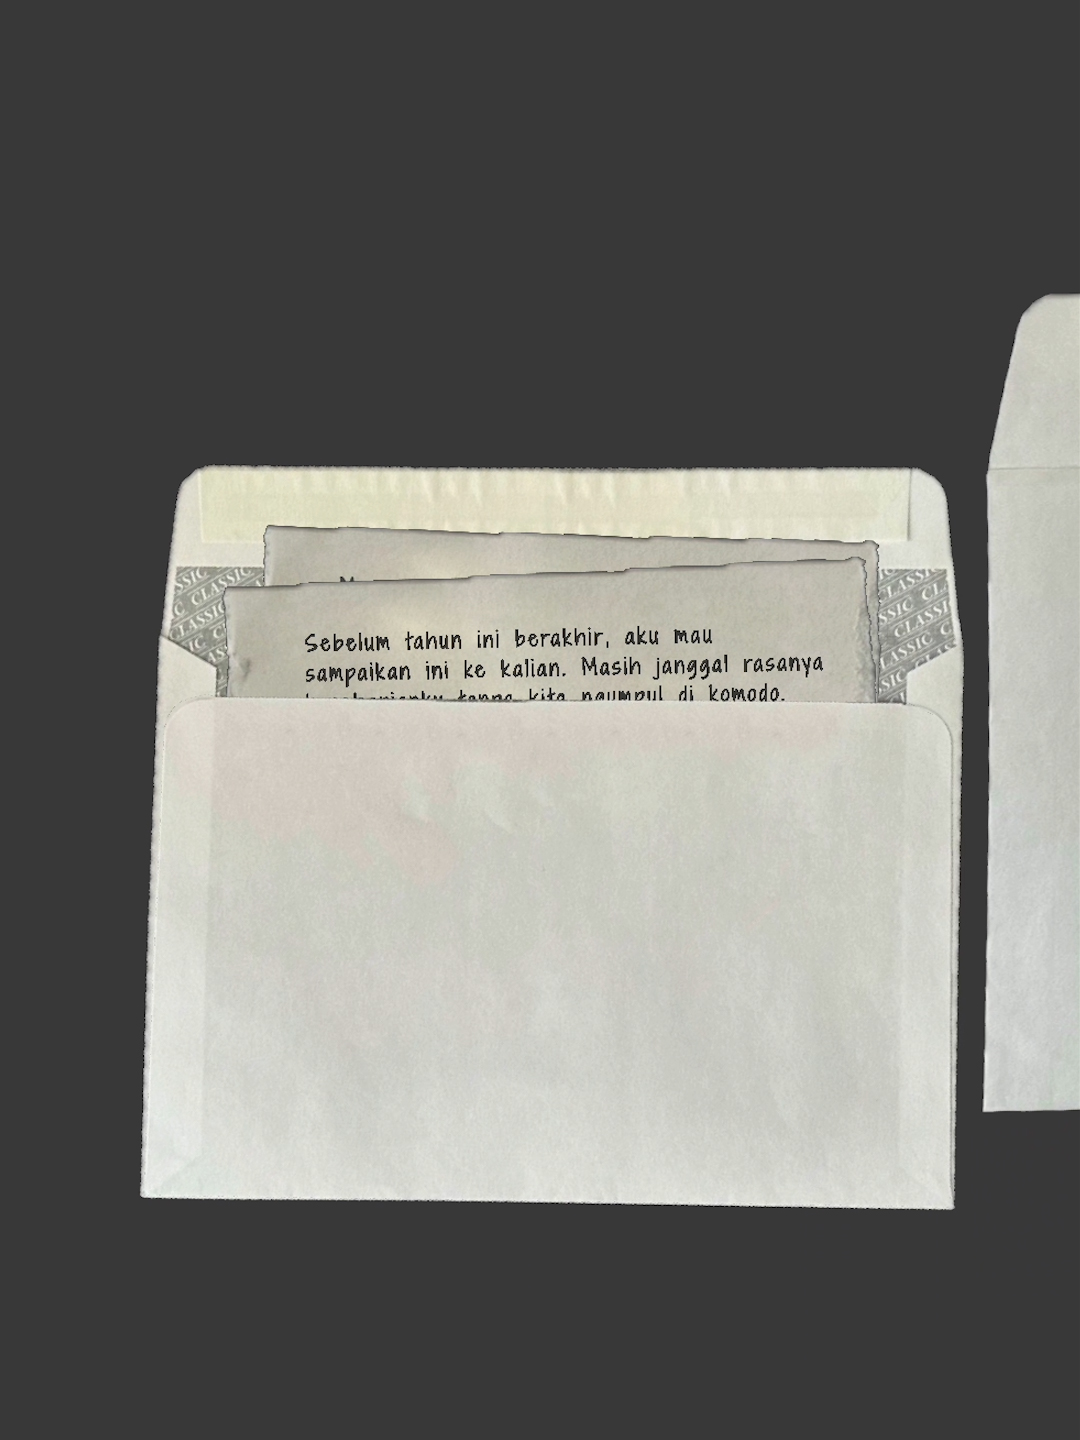 CLASSIC CLASSIC
CLASSIC CLASSIC
M
Sebelum tahun ini berakhir, aku mau
sampaikan ini ke kalian. Masih janggal rasanya
tanpa kita ngumpul di komodo.